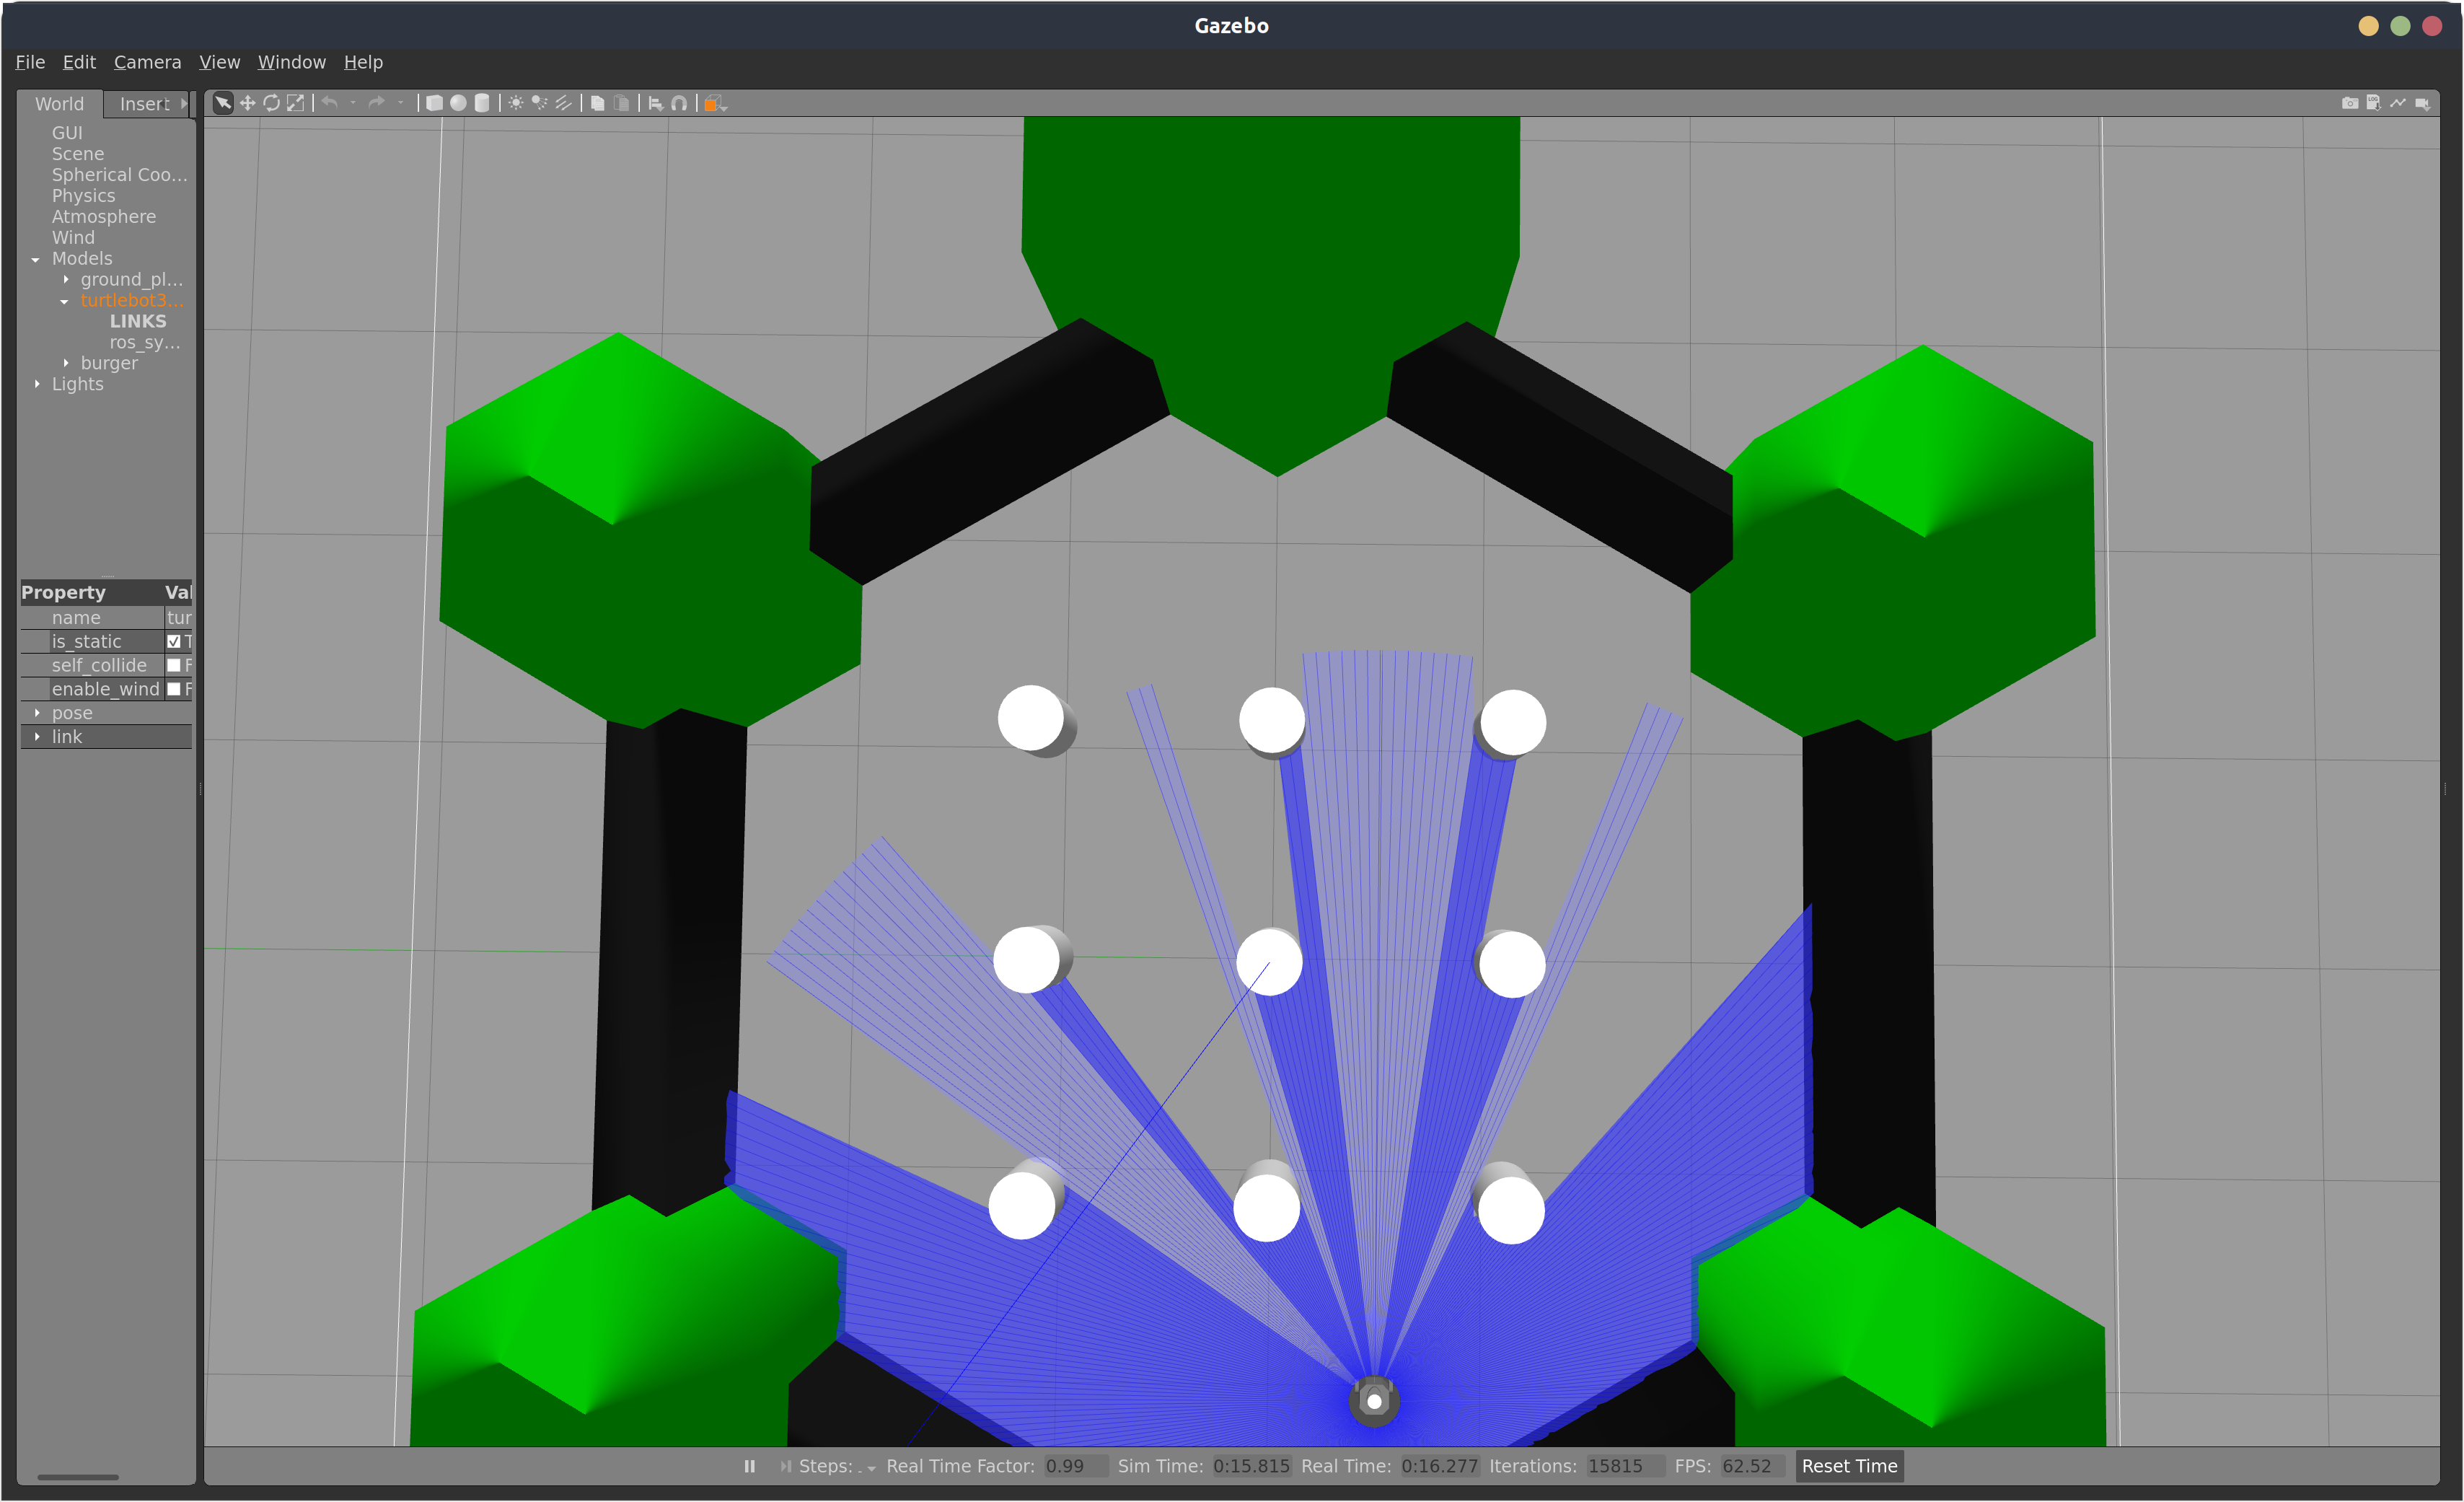 Gazebo
File Edit Camera View Window Help
World Insert
GUI
Scene
Spherical Coo...
Physics
Atmosphere
Wind
Models
ground_pl...
turtlebot3...
LINKS
ros_sy...
burger
Lights
Property Val
name tur
is_static T
self_collide F
enable_wind F
pose
link
Steps: Real Time Factor: 0.99 Sim Time: 0:15.815 Real Time: 0:16.277 Iterations: 15815 FPS: 62.52 Reset Time